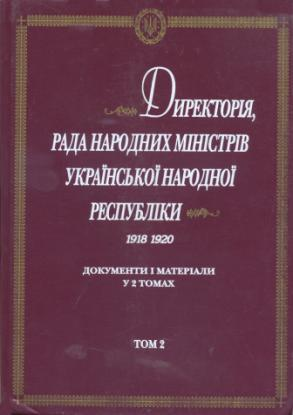 ДИРЕКТОРІЯ,
РАДА НАРОДНИХ МІНІСТРІВ
УКРАЇНСЬКОЇ НАРОДНОЇ
РЕСПУБЛІКИ
1918 1920
ДОКУМЕНТИ І МАТЕРІАЛИ
У 2 ТОМАХ
ТОМ 2